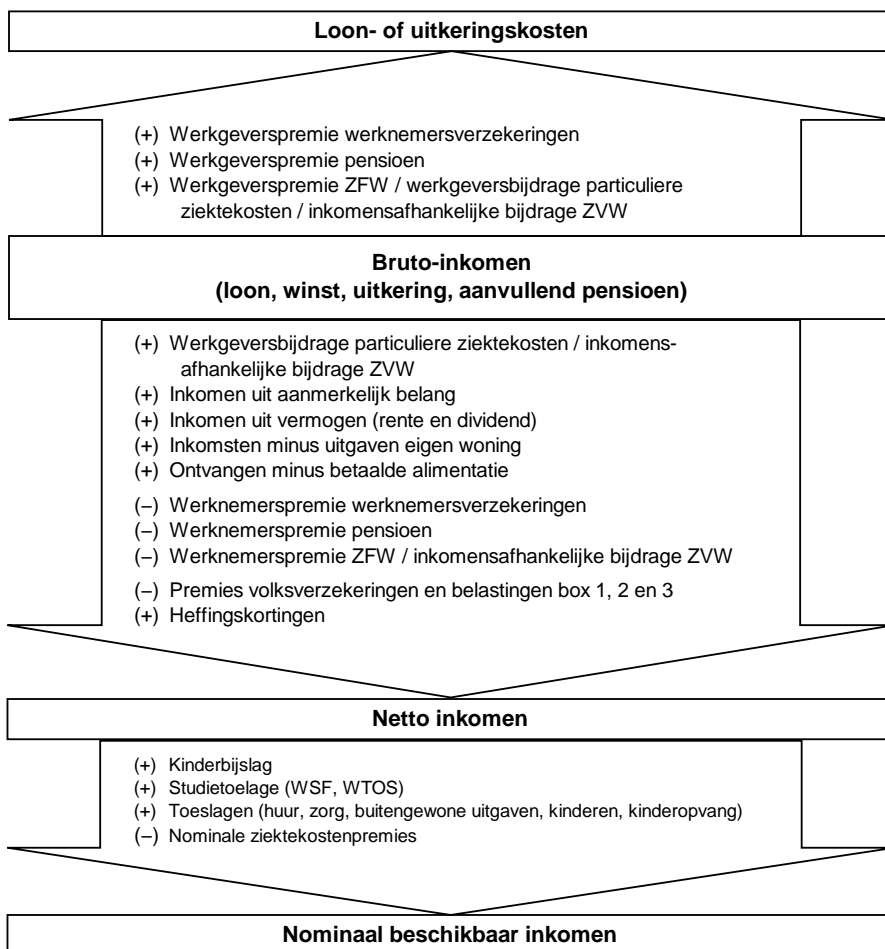 Loon- of uitkeringskosten
(+) Werkgeverspremie werknemersverzekeringen
(+) Werkgeverspremie pensioen
(+) Werkgeverspremie ZFW / werkgeversbijdrage particuliere
ziektekosten / inkomensafhankelijke bijdrage ZVW
Bruto-inkomen
(loon, winst, uitkering, aanvullend pensioen)
(+) Werkgeversbijdrage particuliere ziektekosten / inkomens-
afhankelijke bijdrage ZVW
(+) Inkomen uit aanmerkelijk belang
(+) Inkomen uit vermogen (rente en dividend)
(+) Inkomsten minus uitgaven eigen woning
(+) Ontvangen minus betaalde alimentatie
(–) Werknemerspremie werknemersverzekeringen
(–) Werknemerspremie pensioen
(–) Werknemerspremie ZFW / inkomensafhankelijke bijdrage ZVW
(–) Premies volksverzekeringen en belastingen box 1, 2 en 3
(+) Heffingskortingen
Netto inkomen
(+) Kinderbijslag
(+) Studietoelage (WSF, WTOS)
(+) Toeslagen (huur, zorg, buitengewone uitgaven, kinderen, kinderopvang)
(–) Nominale ziektekostenpremies
Nominaal beschikbaar inkomen